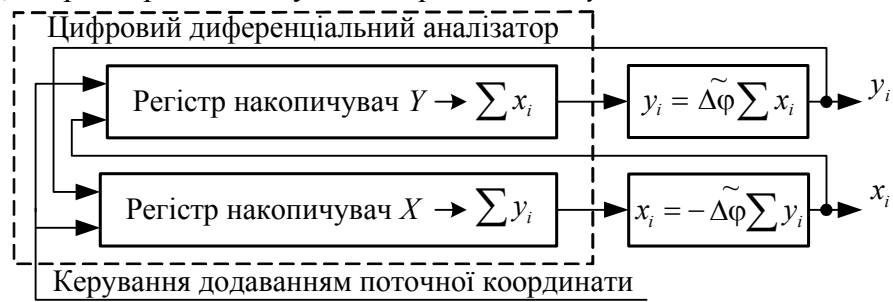 Цифровий диференціальний аналізатор
Регістр накопичувач Y → ∑ xᵢ
yᵢ = Δφ̃ ∑ xᵢ
yᵢ
Регістр накопичувач X → ∑ yᵢ
xᵢ = − Δφ̃ ∑ yᵢ
xᵢ
Керування додаванням поточної координати